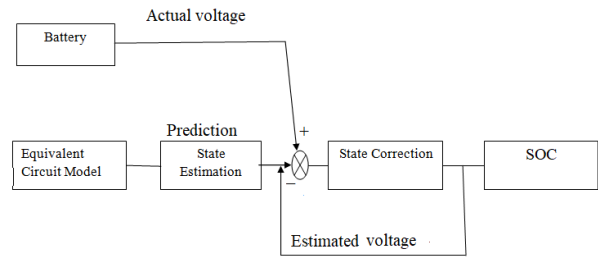 Actual voltage
Battery
Prediction
+
Equivalent
Circuit Model
State
Estimation
State Correction
SOC
−
Estimated voltage